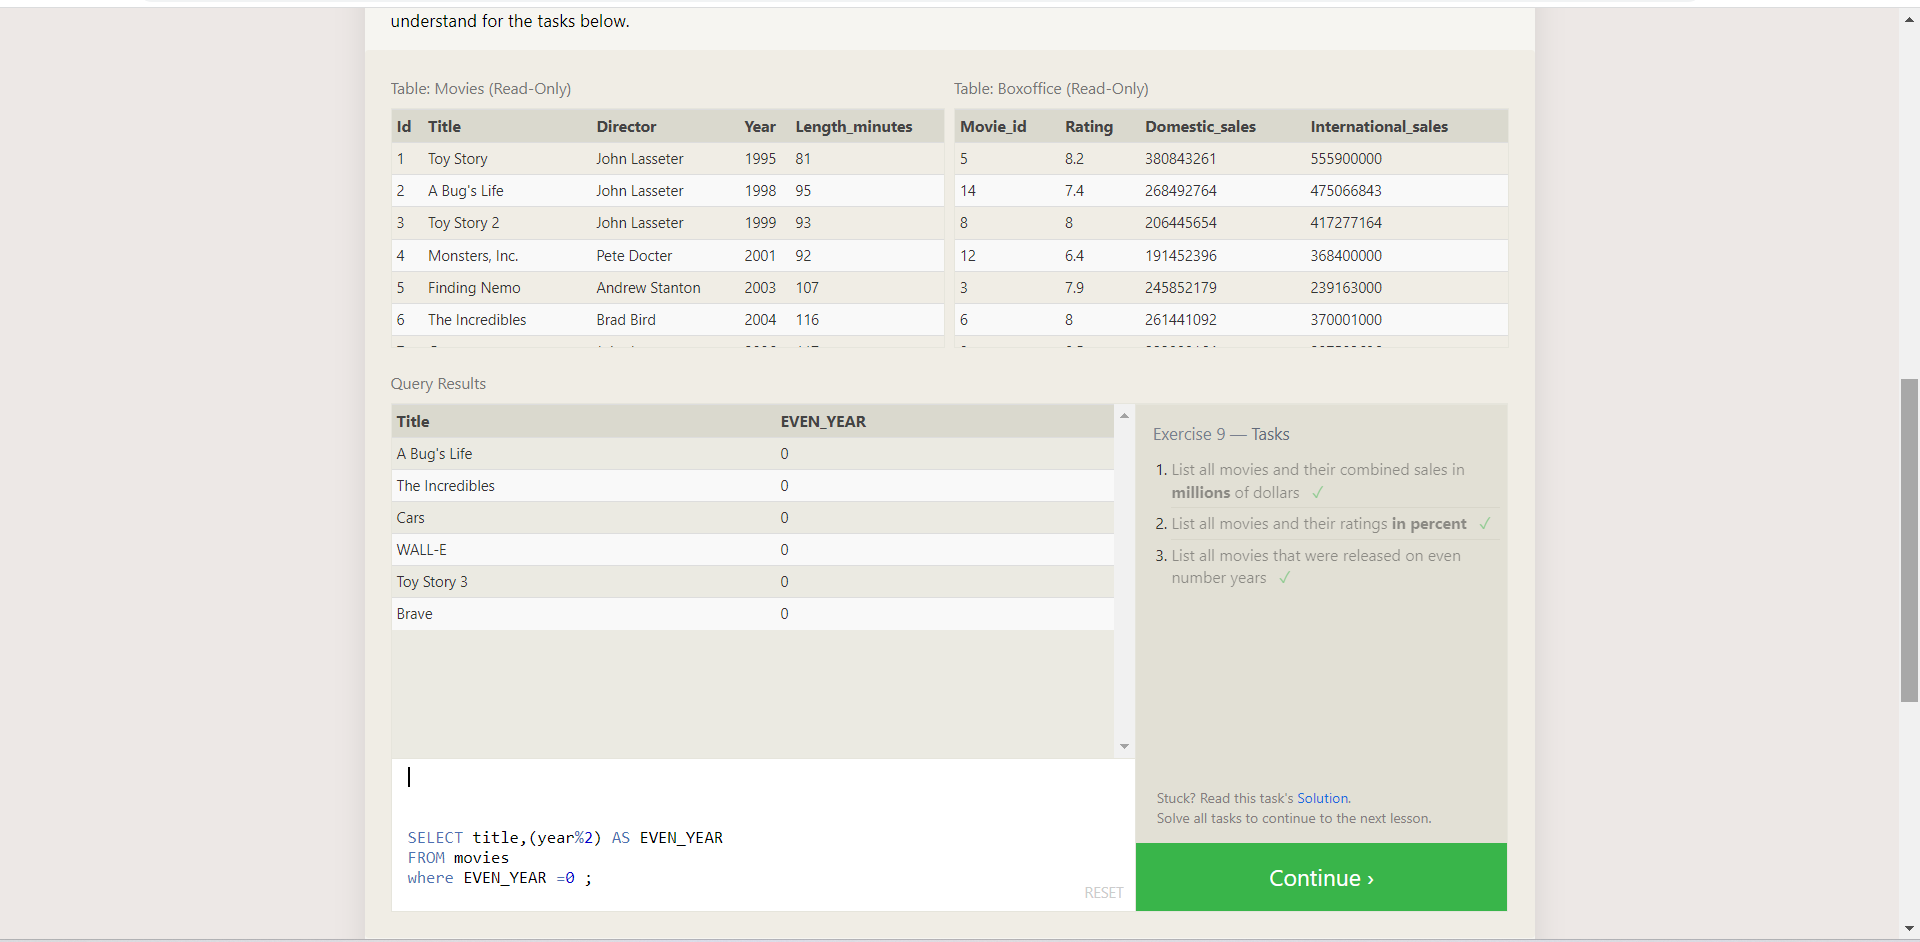 understand for the tasks below.
Table: Movies (Read-Only)
Id Title Director Year Length_minutes
1 Toy Story John Lasseter 1995 81
2 A Bug's Life John Lasseter 1998 95
3 Toy Story 2 John Lasseter 1999 93
4 Monsters, Inc. Pete Docter 2001 92
5 Finding Nemo Andrew Stanton 2003 107
6 The Incredibles Brad Bird 2004 116
Table: Boxoffice (Read-Only)
Movie_id Rating Domestic_sales International_sales
5 8.2 380843261 555900000
14 7.4 268492764 475066843
8 8 206445654 417277164
12 6.4 191452396 368400000
3 7.9 245852179 239163000
6 8 261441092 370001000
Query Results
Title EVEN_YEAR
A Bug's Life 0
The Incredibles 0
Cars 0
WALL-E 0
Toy Story 3 0
Brave 0
SELECT title,(year%2) AS EVEN_YEAR
FROM movies
where EVEN_YEAR =0 ;
RESET
Exercise 9 — Tasks
1. List all movies and their combined sales in
millions of dollars ✓
2. List all movies and their ratings in percent ✓
3. List all movies that were released on even
number years ✓
Stuck? Read this task's Solution.
Solve all tasks to continue to the next lesson.
Continue ›